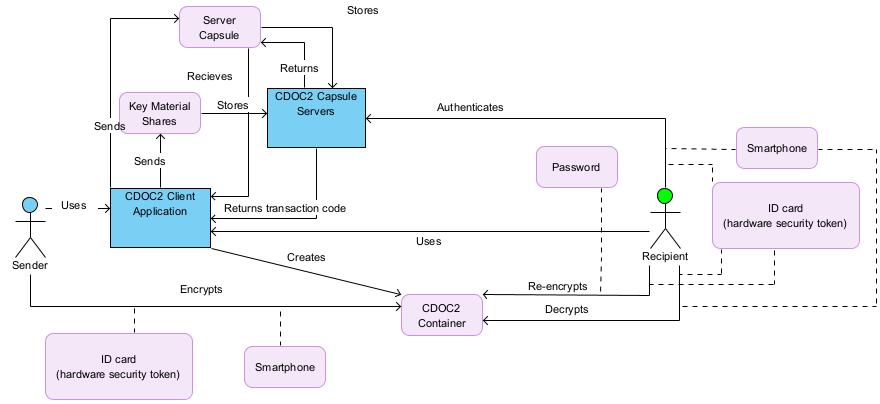 Stores
Server
Capsule
Returns
Recieves
CDOC2 Capsule
Servers
Key Material
Shares
Stores
Authenticates
Sends
Smartphone
Sends
Password
CDOC2 Client
Application
Uses
Returns transaction code
ID card
(hardware security token)
Uses
Recipient
Sender
Creates
Encrypts
Re-encrypts
CDOC2
Container
Decrypts
ID card
(hardware security token)
Smartphone